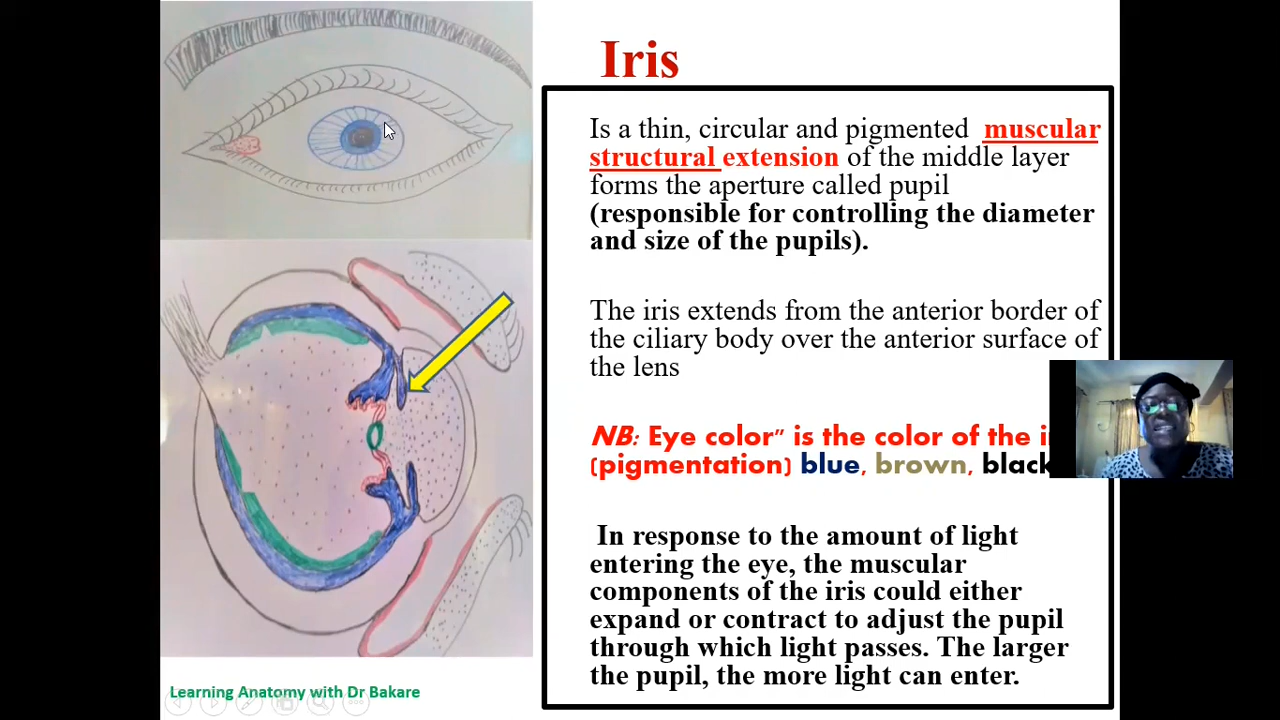 Iris
Is a thin, circular and pigmented muscular
structural extension of the middle layer
forms the aperture called pupil
(responsible for controlling the diameter
and size of the pupils).
The iris extends from the anterior border of
the ciliary body over the anterior surface of
the lens
NB: Eye color” is the color of the
(pigmentation) blue, brown, black
In response to the amount of light
entering the eye, the muscular
components of the iris could either
expand or contract to adjust the pupil
through which light passes. The larger
the pupil, the more light can enter.
Learning Anatomy with Dr Bakare